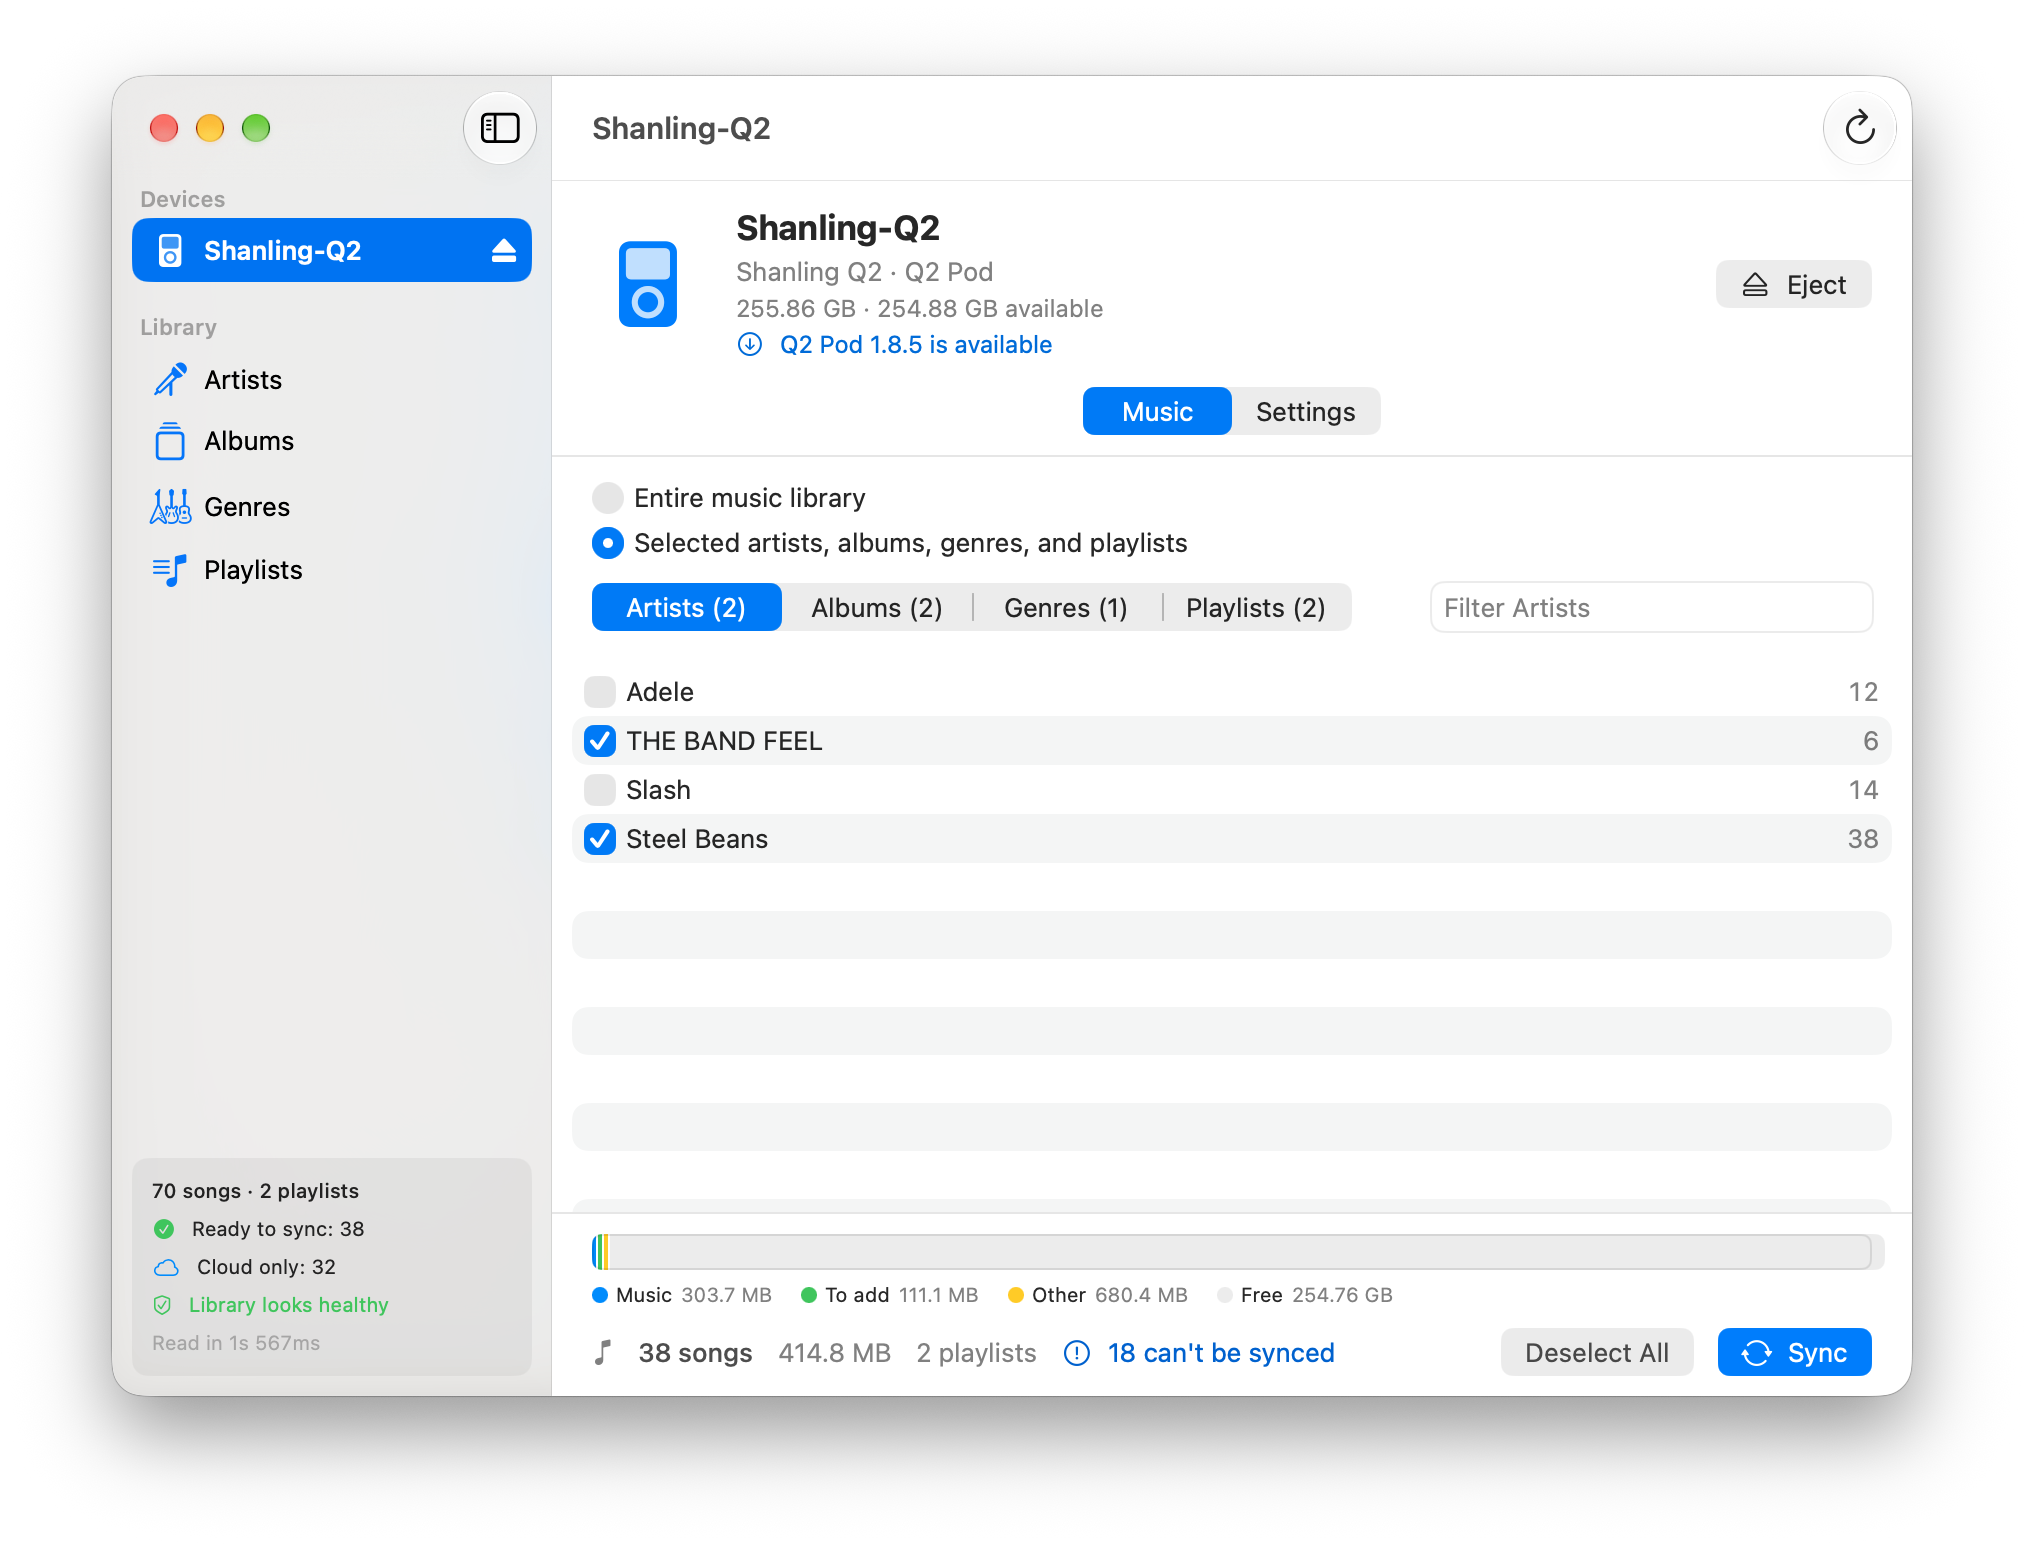 Shanling-Q2
Devices
Shanling-Q2
Library
Artists
Albums
Genres
Playlists
70 songs · 2 playlists
Ready to sync: 38
Cloud only: 32
Library looks healthy
Read in 1s 567ms
Shanling-Q2
Shanling Q2 · Q2 Pod
255.86 GB · 254.88 GB available
Q2 Pod 1.8.5 is available
Eject
Music Settings
Entire music library
Selected artists, albums, genres, and playlists
Artists (2) Albums (2) Genres (1) Playlists (2) Filter Artists
Adele 12
THE BAND FEEL 6
Slash 14
Steel Beans 38
Music 303.7 MB To add 111.1 MB Other 680.4 MB Free 254.76 GB
38 songs 414.8 MB 2 playlists 18 can't be synced Deselect All Sync